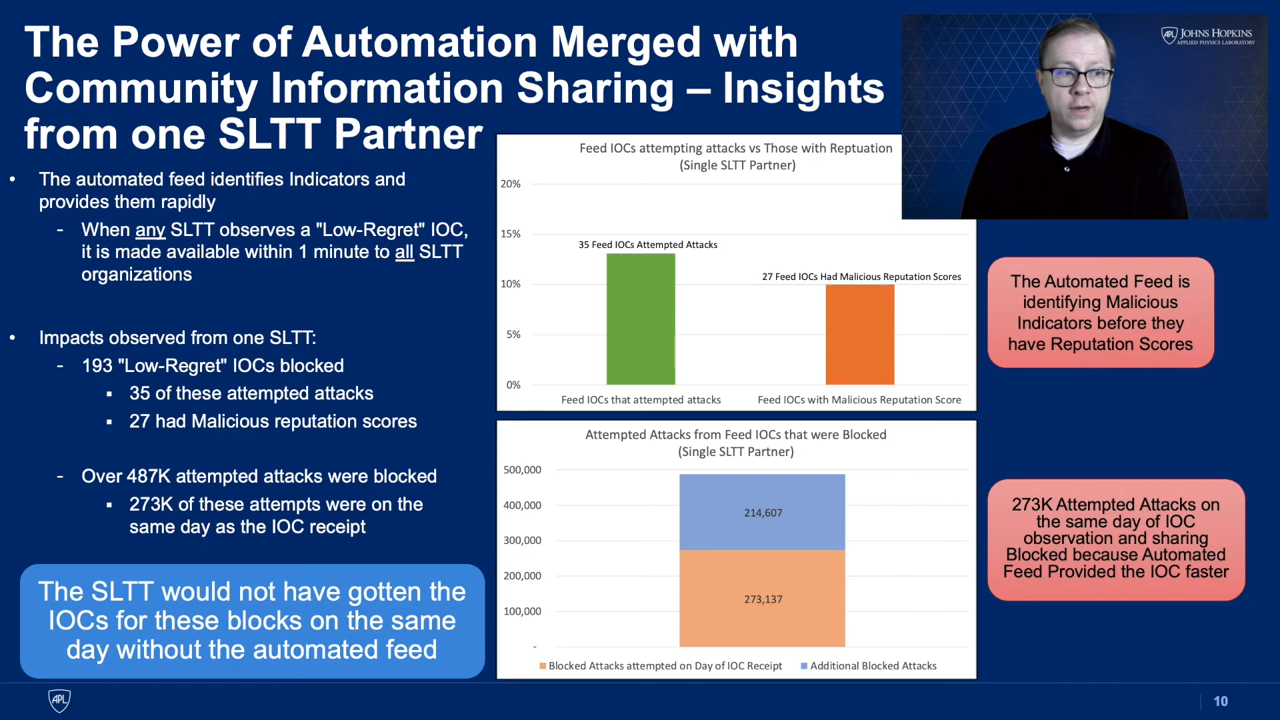 The Power of Automation Merged with
Community Information Sharing – Insights
from one SLTT Partner
JOHNS HOPKINS
APPLIED PHYSICS LABORATORY
• The automated feed identifies Indicators and
provides them rapidly
- When any SLTT observes a "Low-Regret" IOC,
it is made available within 1 minute to all SLTT
organizations
• Impacts observed from one SLTT:
- 193 "Low-Regret" IOCs blocked
▪ 35 of these attempted attacks
▪ 27 had Malicious reputation scores
- Over 487K attempted attacks were blocked
▪ 273K of these attempts were on the
same day as the IOC receipt
The SLTT would not have gotten the
IOCs for these blocks on the same
day without the automated feed
Feed IOCs attempting attacks vs Those with Reptuation
(Single SLTT Partner)
20%
15%
10%
5%
0%
35 Feed IOCs Attempted Attacks
27 Feed IOCs Had Malicious Reputation Scores
Feed IOCs that attempted attacks
Feed IOCs with Malicious Reputation Score
The Automated Feed is
identifying Malicious
Indicators before they
have Reputation Scores
Attempted Attacks from Feed IOCs that were Blocked
(Single SLTT Partner)
500,000
400,000
300,000
200,000
100,000
-
214,607
273,137
Blocked Attacks attempted on Day of IOC Receipt
Additional Blocked Attacks
273K Attempted Attacks on
the same day of IOC
observation and sharing
Blocked because Automated
Feed Provided the IOC faster
APL
10